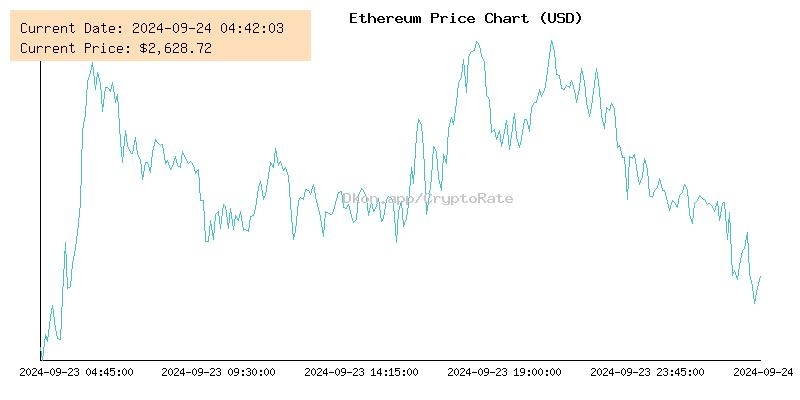 Ethereum Price Chart (USD)
Current Date: 2024-09-24 04:42:03
Current Price: $2,628.72
Dkon.app/CryptoRate
2024-09-23 04:45:00 2024-09-23 09:30:00 2024-09-23 14:15:00 2024-09-23 19:00:00 2024-09-23 23:45:00 2024-09-24